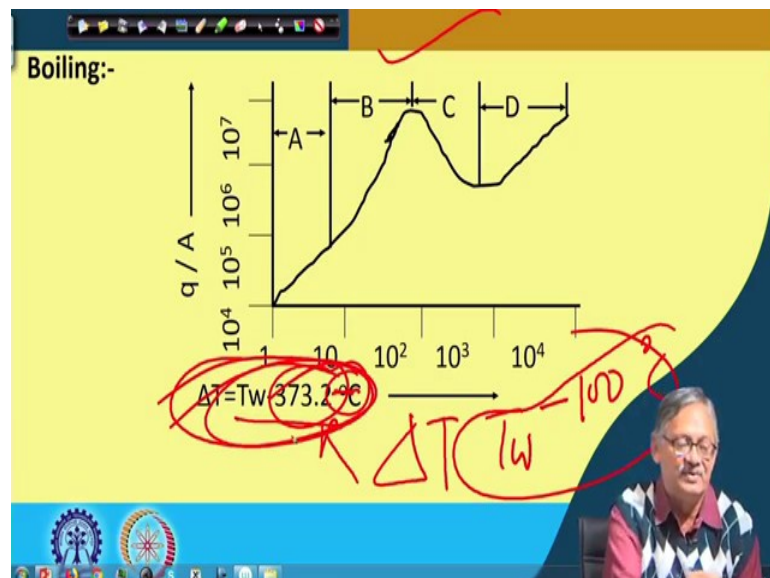 Boiling:-
A B C D
q / A
10⁴ 10⁵ 10⁶ 10⁷
1 10 10² 10³ 10⁴
ΔT=Tw-373.2 °C
K ΔT Tw - 100°